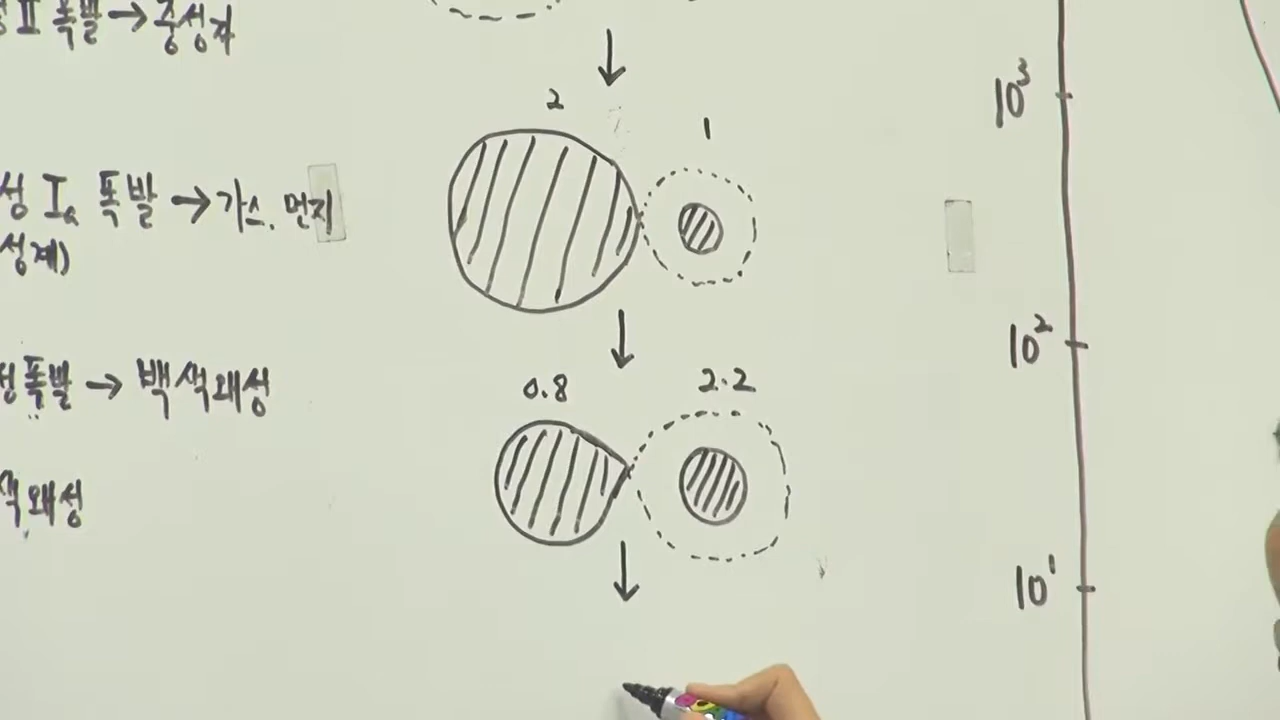 Ⅱ 폭발 → 중성자
2
1
10³
성 Ia 폭발 → 가스, 먼지
성계)
10²
0.8
2.2
성폭발 → 백색왜성
색왜성
10¹